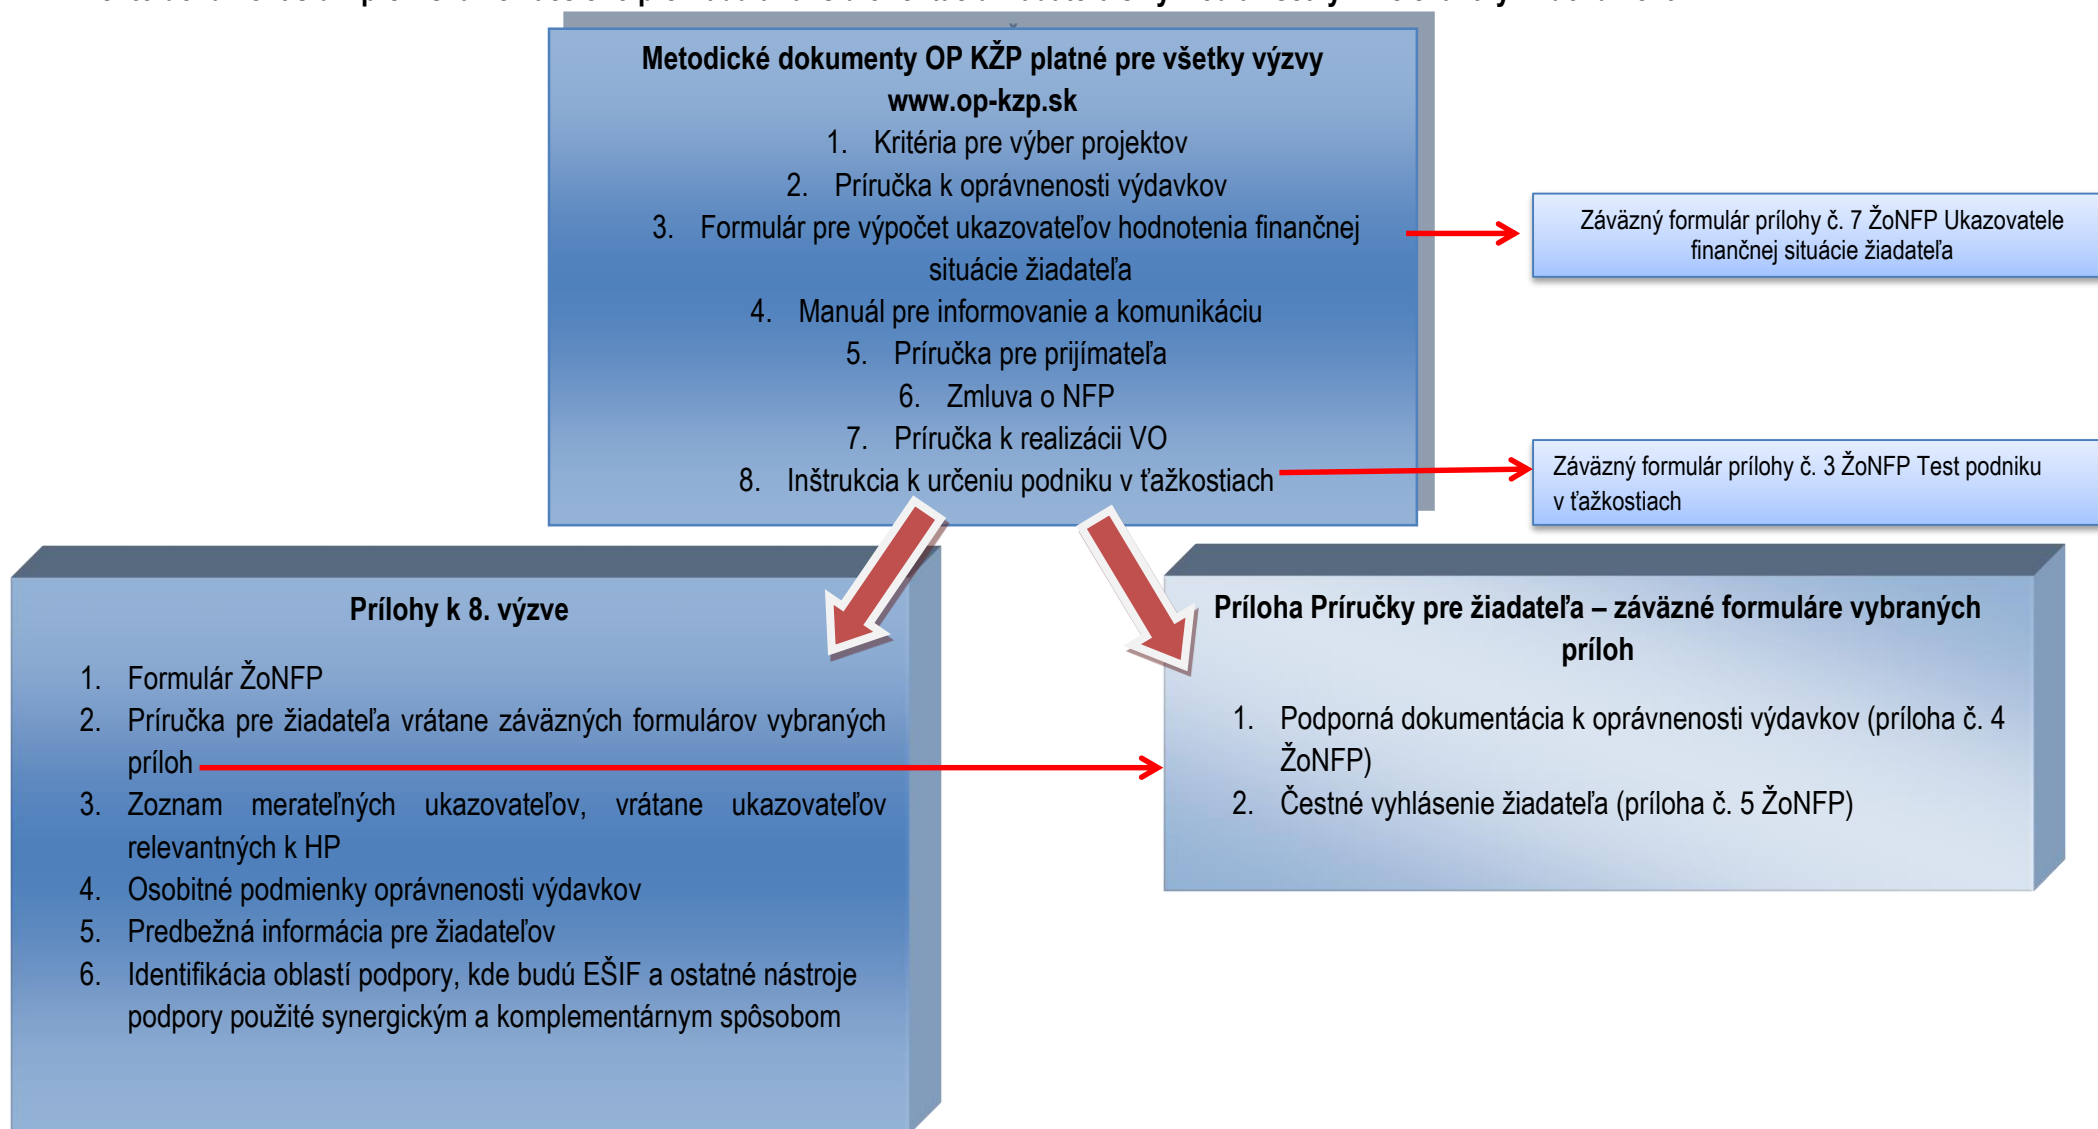 Metodické dokumenty OP KŽP platné pre všetky výzvy
www.op-kzp.sk
1. Kritéria pre výber projektov
2. Príručka k oprávnenosti výdavkov
3. Formulár pre výpočet ukazovateľov hodnotenia finančnej
situácie žiadateľa
4. Manuál pre informovanie a komunikáciu
5. Príručka pre prijímateľa
6. Zmluva o NFP
7. Príručka k realizácii VO
8. Inštrukcia k určeniu podniku v ťažkostiach
Záväzný formulár prílohy č. 7 ŽoNFP Ukazovatele
finančnej situácie žiadateľa
Záväzný formulár prílohy č. 3 ŽoNFP Test podniku
v ťažkostiach
Prílohy k 8. výzve
1. Formulár ŽoNFP
2. Príručka pre žiadateľa vrátane záväzných formulárov vybraných
príloh
3. Zoznam merateľných ukazovateľov, vrátane ukazovateľov
relevantných k HP
4. Osobitné podmienky oprávnenosti výdavkov
5. Predbežná informácia pre žiadateľov
6. Identifikácia oblastí podpory, kde budú EŠIF a ostatné nástroje
podpory použité synergickým a komplementárnym spôsobom
Príloha Príručky pre žiadateľa – záväzné formuláre vybraných
príloh
1. Podporná dokumentácia k oprávnenosti výdavkov (príloha č. 4
ŽoNFP)
2. Čestné vyhlásenie žiadateľa (príloha č. 5 ŽoNFP)